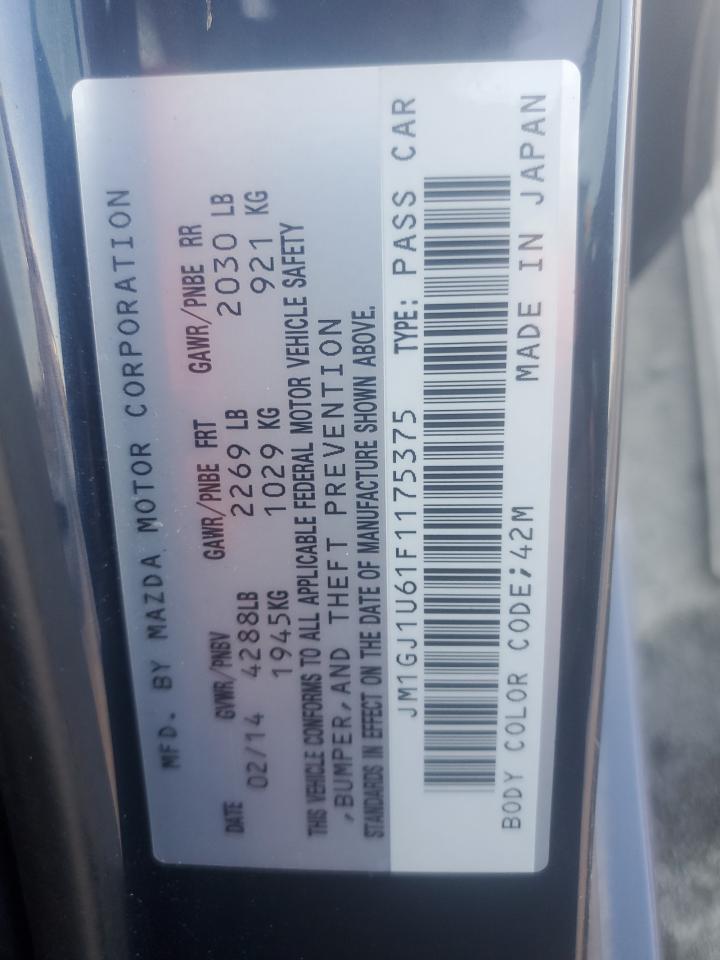 MFD. BY MAZDA MOTOR CORPORATION
DATE GVWR/PNBV GAWR/PNBE FRT GAWR/PNBE RR
02/14 4288LB 2269 LB 2030 LB
1945KG 1029 KG 921 KG
THIS VEHICLE CONFORMS TO ALL APPLICABLE FEDERAL MOTOR VEHICLE SAFETY
,BUMPER,AND THEFT PREVENTION
STANDARDS IN EFFECT ON THE DATE OF MANUFACTURE SHOWN ABOVE.
JM1GJ1U61F1175375 TYPE: PASS CAR
BODY COLOR CODE;42M MADE IN JAPAN